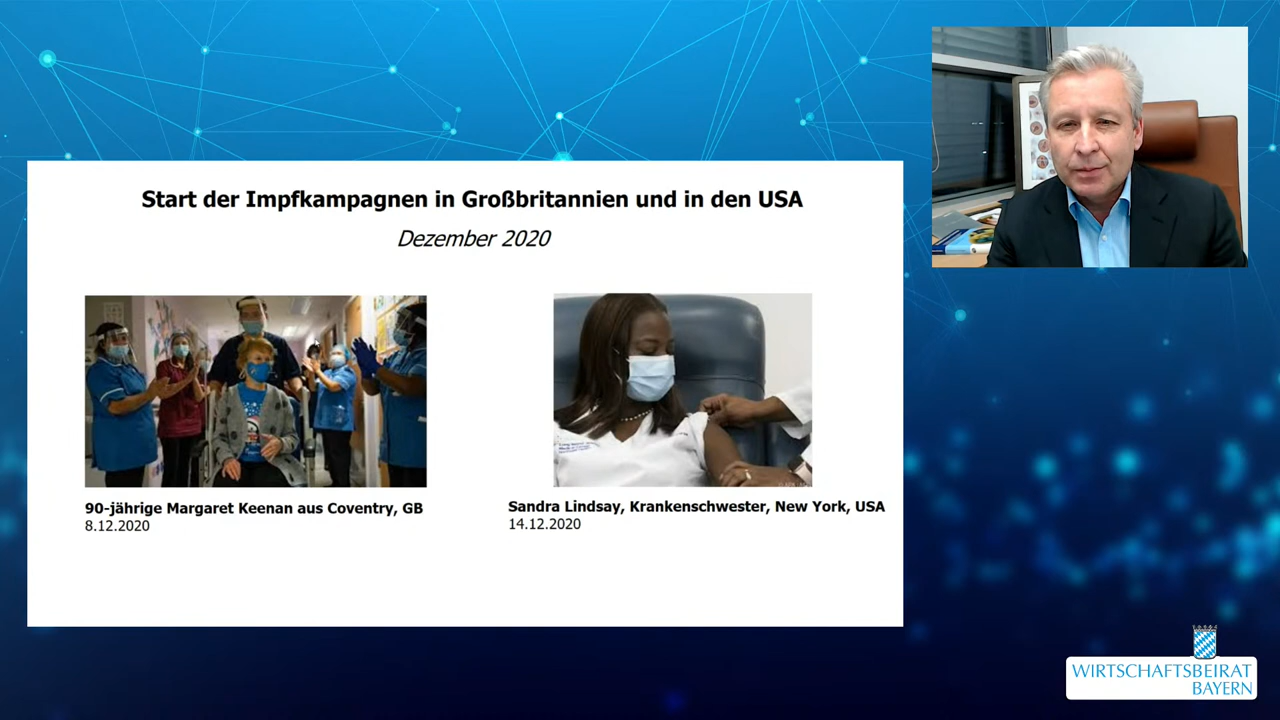 Start der Impfkampagnen in Großbritannien und in den USA
Dezember 2020
90-jährige Margaret Keenan aus Coventry, GB
8.12.2020
Sandra Lindsay, Krankenschwester, New York, USA
14.12.2020
WIRTSCHAFTSBEIRAT
BAYERN